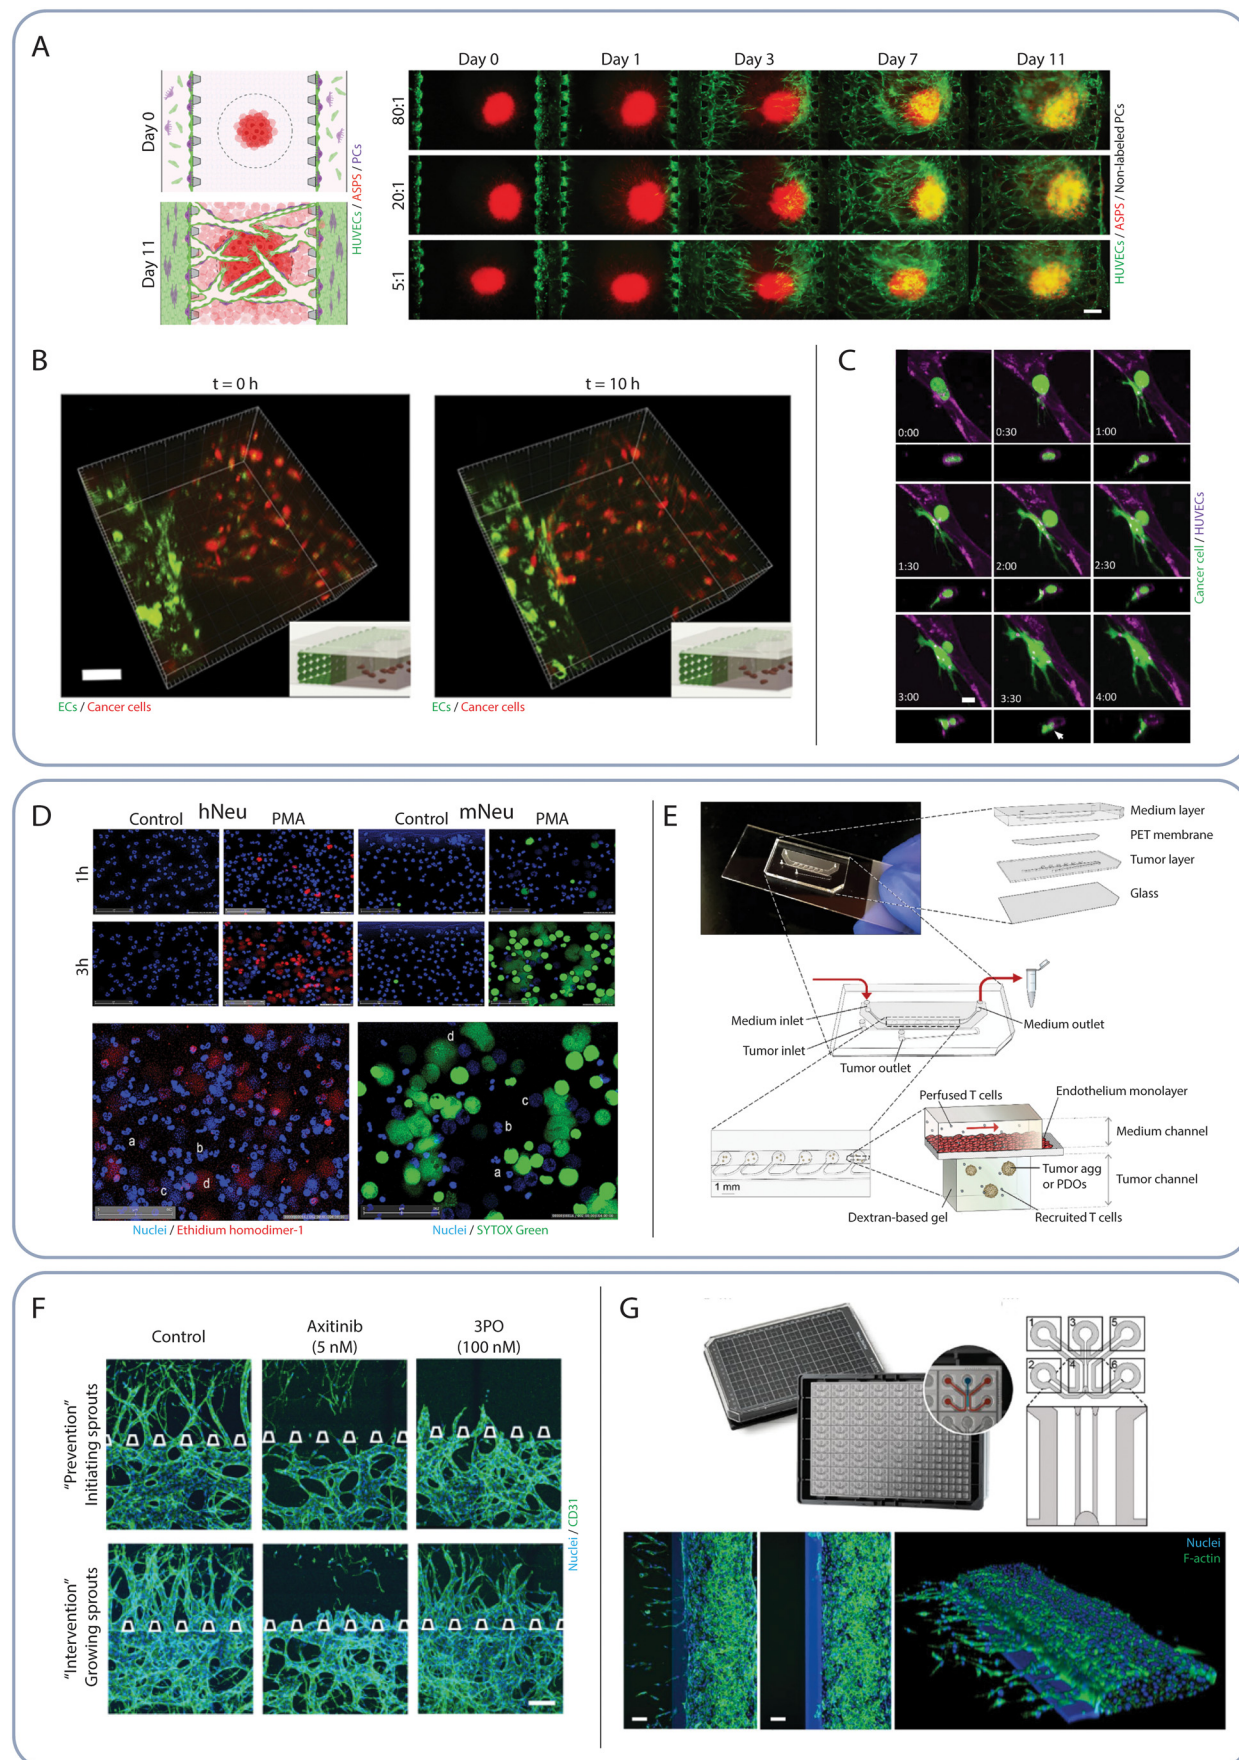 A
Day 0
Day 11
HUVECs / ASPS / PCs
Day 0 Day 1 Day 3 Day 7 Day 11
80:1
20:1
5:1
HUVECs / ASPS / Non-labeled PCs
B
t = 0 h
t = 10 h
ECs / Cancer cells
ECs / Cancer cells
C
0:00 0:30 1:00
1:30 2:00 2:30
3:00 3:30 4:00
Cancer cell / HUVECs
D
hNeu mNeu
Control PMA Control PMA
1h
3h
a
b
c
d
Nuclei / Ethidium homodimer-1
d
c
b
a
Nuclei / SYTOX Green
E
Medium layer
PET membrane
Tumor layer
Glass
Medium inlet
Medium outlet
Tumor inlet
Tumor outlet
1 mm
Perfused T cells
Endothelium monolayer
Medium channel
Tumor agg
or PDOs
Tumor channel
Dextran-based gel
Recruited T cells
F
Control
Axitinib
(5 nM)
3PO
(100 nM)
"Prevention"
Initiating sprouts
"Intervention"
Growing sprouts
Nuclei / CD31
G
1 3 5
2 4 6
Nuclei
F-actin